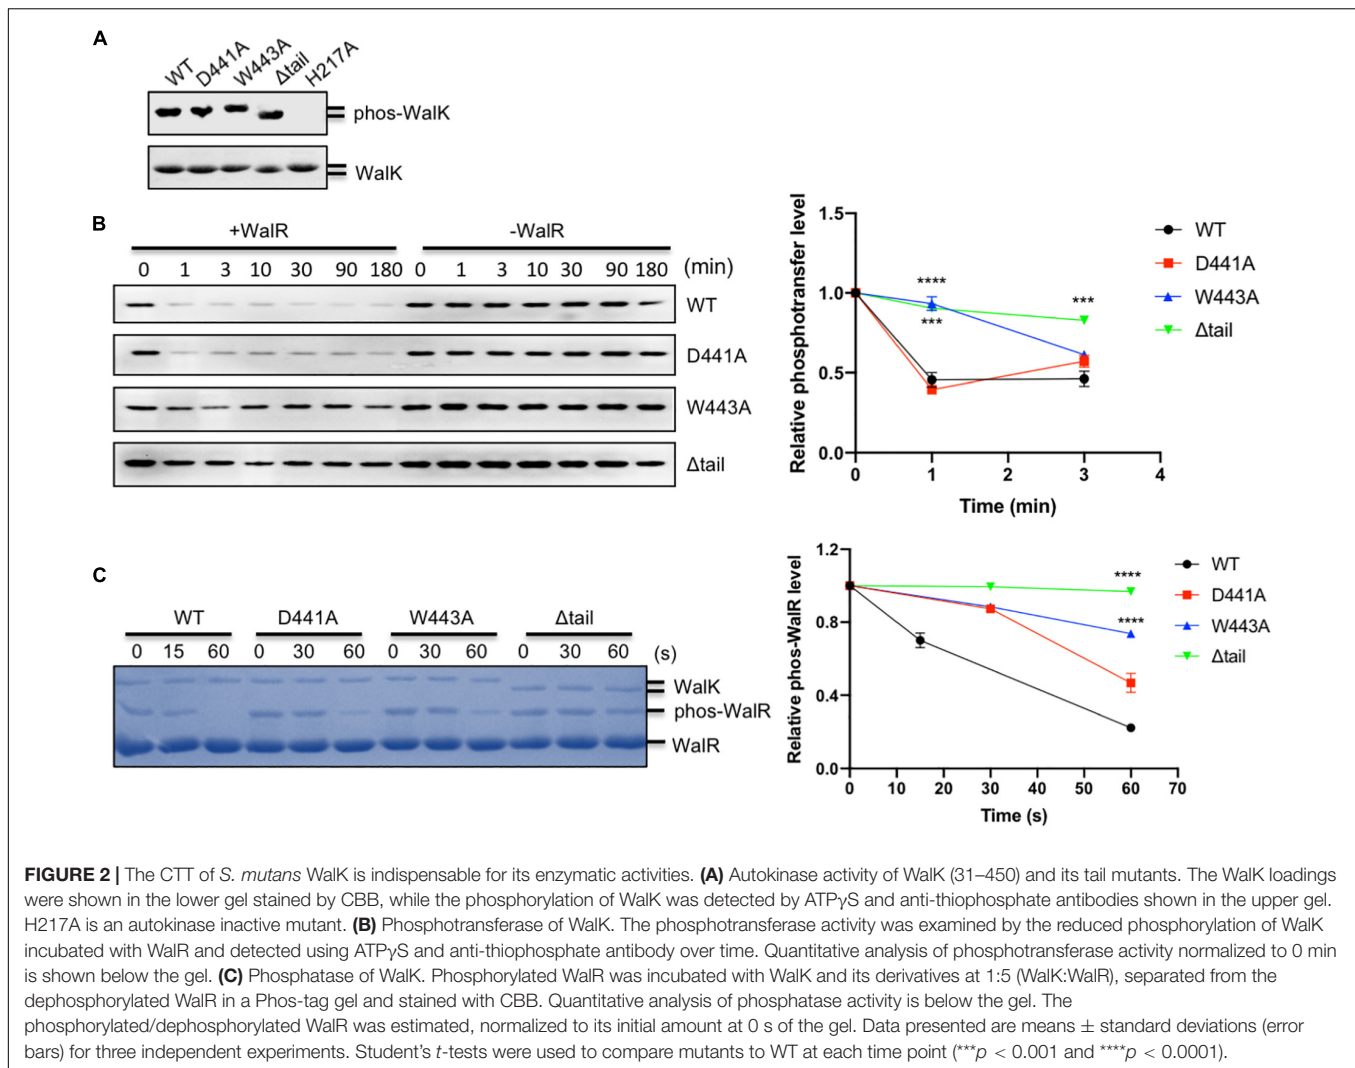 A
WT D441A W443A Δtail H217A
phos-WalK
WalK
B
+WalR -WalR
0 1 3 10 30 90 180 0 1 3 10 30 90 180 (min)
WT
D441A
W443A
Δtail
Relative phosphotransfer level
1.5
1.0
0.5
0.0
0 1 2 3 4
Time (min)
****
***
***
WT
D441A
W443A
Δtail
C
WT D441A W443A Δtail
0 15 60 0 30 60 0 30 60 0 30 60 (s)
WalK
phos-WalR
WalR
Relative phos-WalR level
1.2
0.8
0.4
0.0
0 10 20 30 40 50 60 70
Time (s)
****
****
WT
D441A
W443A
Δtail
FIGURE 2 | The CTT of S. mutans WalK is indispensable for its enzymatic activities. (A) Autokinase activity of WalK (31–450) and its tail mutants. The WalK loadings
were shown in the lower gel stained by CBB, while the phosphorylation of WalK was detected by ATPγS and anti-thiophosphate antibodies shown in the upper gel.
H217A is an autokinase inactive mutant. (B) Phosphotransferase of WalK. The phosphotransferase activity was examined by the reduced phosphorylation of WalK
incubated with WalR and detected using ATPγS and anti-thiophosphate antibody over time. Quantitative analysis of phosphotransferase activity normalized to 0 min
is shown below the gel. (C) Phosphatase of WalK. Phosphorylated WalR was incubated with WalK and its derivatives at 1:5 (WalK:WalR), separated from the
dephosphorylated WalR in a Phos-tag gel and stained with CBB. Quantitative analysis of phosphatase activity is below the gel. The
phosphorylated/dephosphorylated WalR was estimated, normalized to its initial amount at 0 s of the gel. Data presented are means ± standard deviations (error
bars) for three independent experiments. Student's t-tests were used to compare mutants to WT at each time point (***p < 0.001 and ****p < 0.0001).